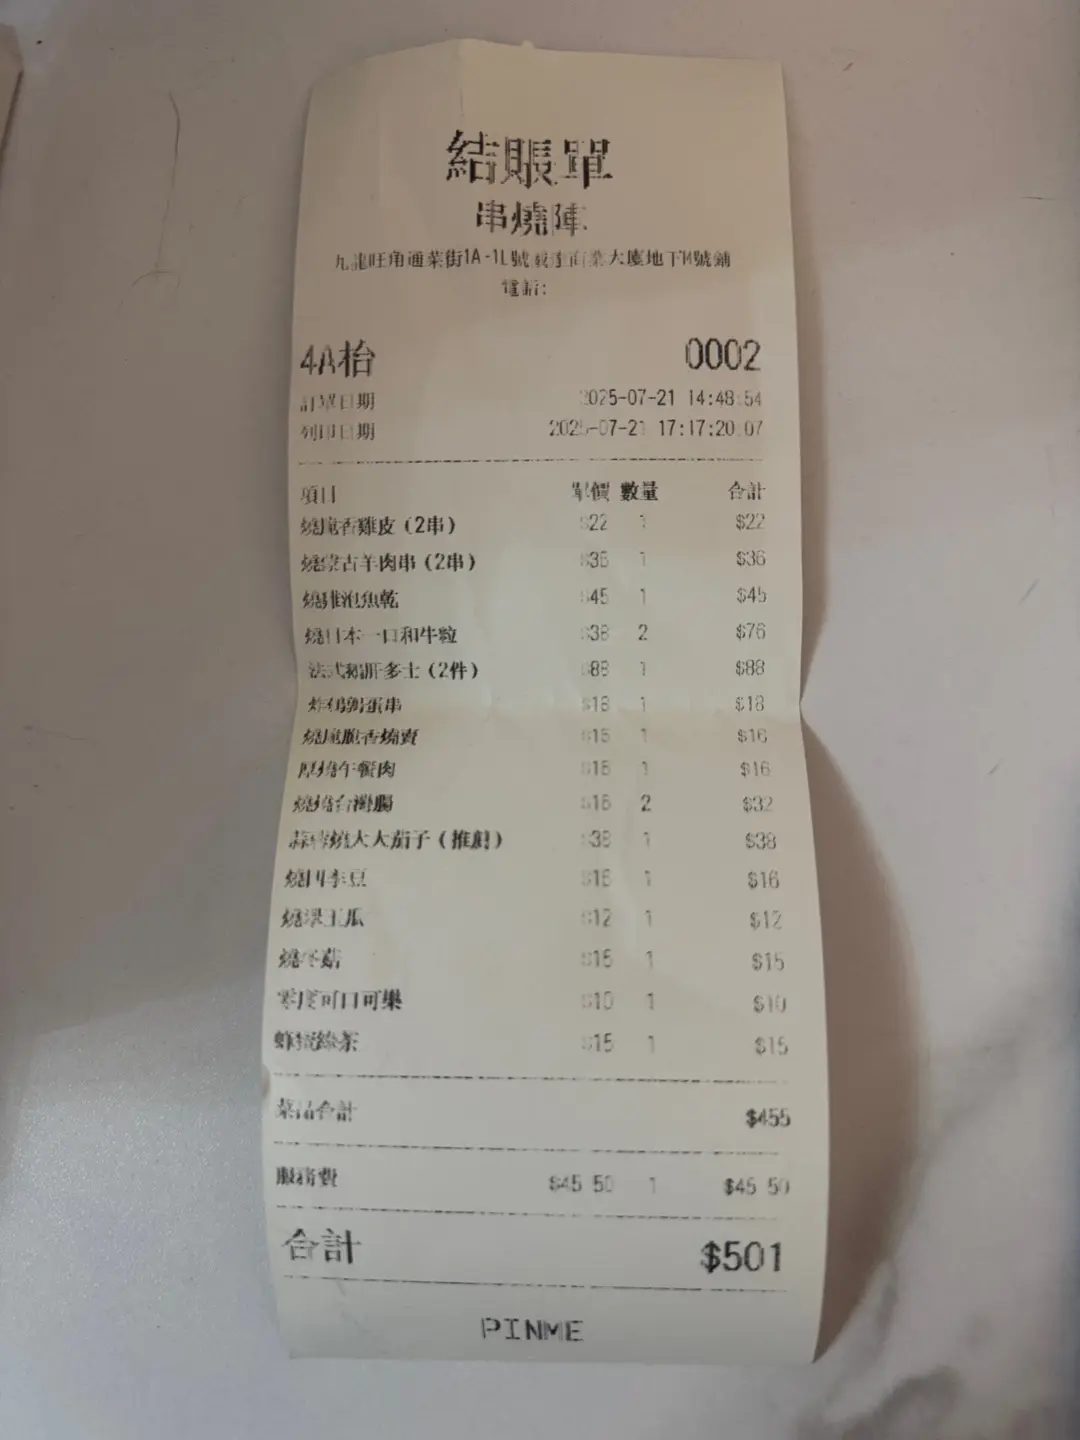 結賬單
串燒陣
九龍旺角通菜街1A-1L號威達商業大廈地下M號鋪
電話:
4A枱 0002
訂單日期 2025-07-21 14:48:54
列印日期 2025-07-21 17:17:20.07
項目 單價 數量 合計
燒脆香雞皮(2串) $22 1 $22
燒蒙古羊肉串(2串) $36 1 $36
魚乾 $45 1 $45
燒日本一口和牛粒 $38 2 $76
法式鵝肝多士(2件) $88 1 $88
炸鵪鶉蛋串 $18 1 $18
脆香燒賣 $16 1 $16
厚燒午餐肉 $16 1 $16
燒烤台灣腸 $16 2 $32
蒜蓉燒大大茄子(推薦) $38 1 $38
燒四季豆 $16 1 $16
燒翠玉瓜 $12 1 $12
燒冬菇 $15 1 $15
零度可口可樂 $10 1 $10
蜂蜜綠茶 $15 1 $15
菜品合計 $455
服務費 $45.50 1 $45.50
合計 $501
PINME